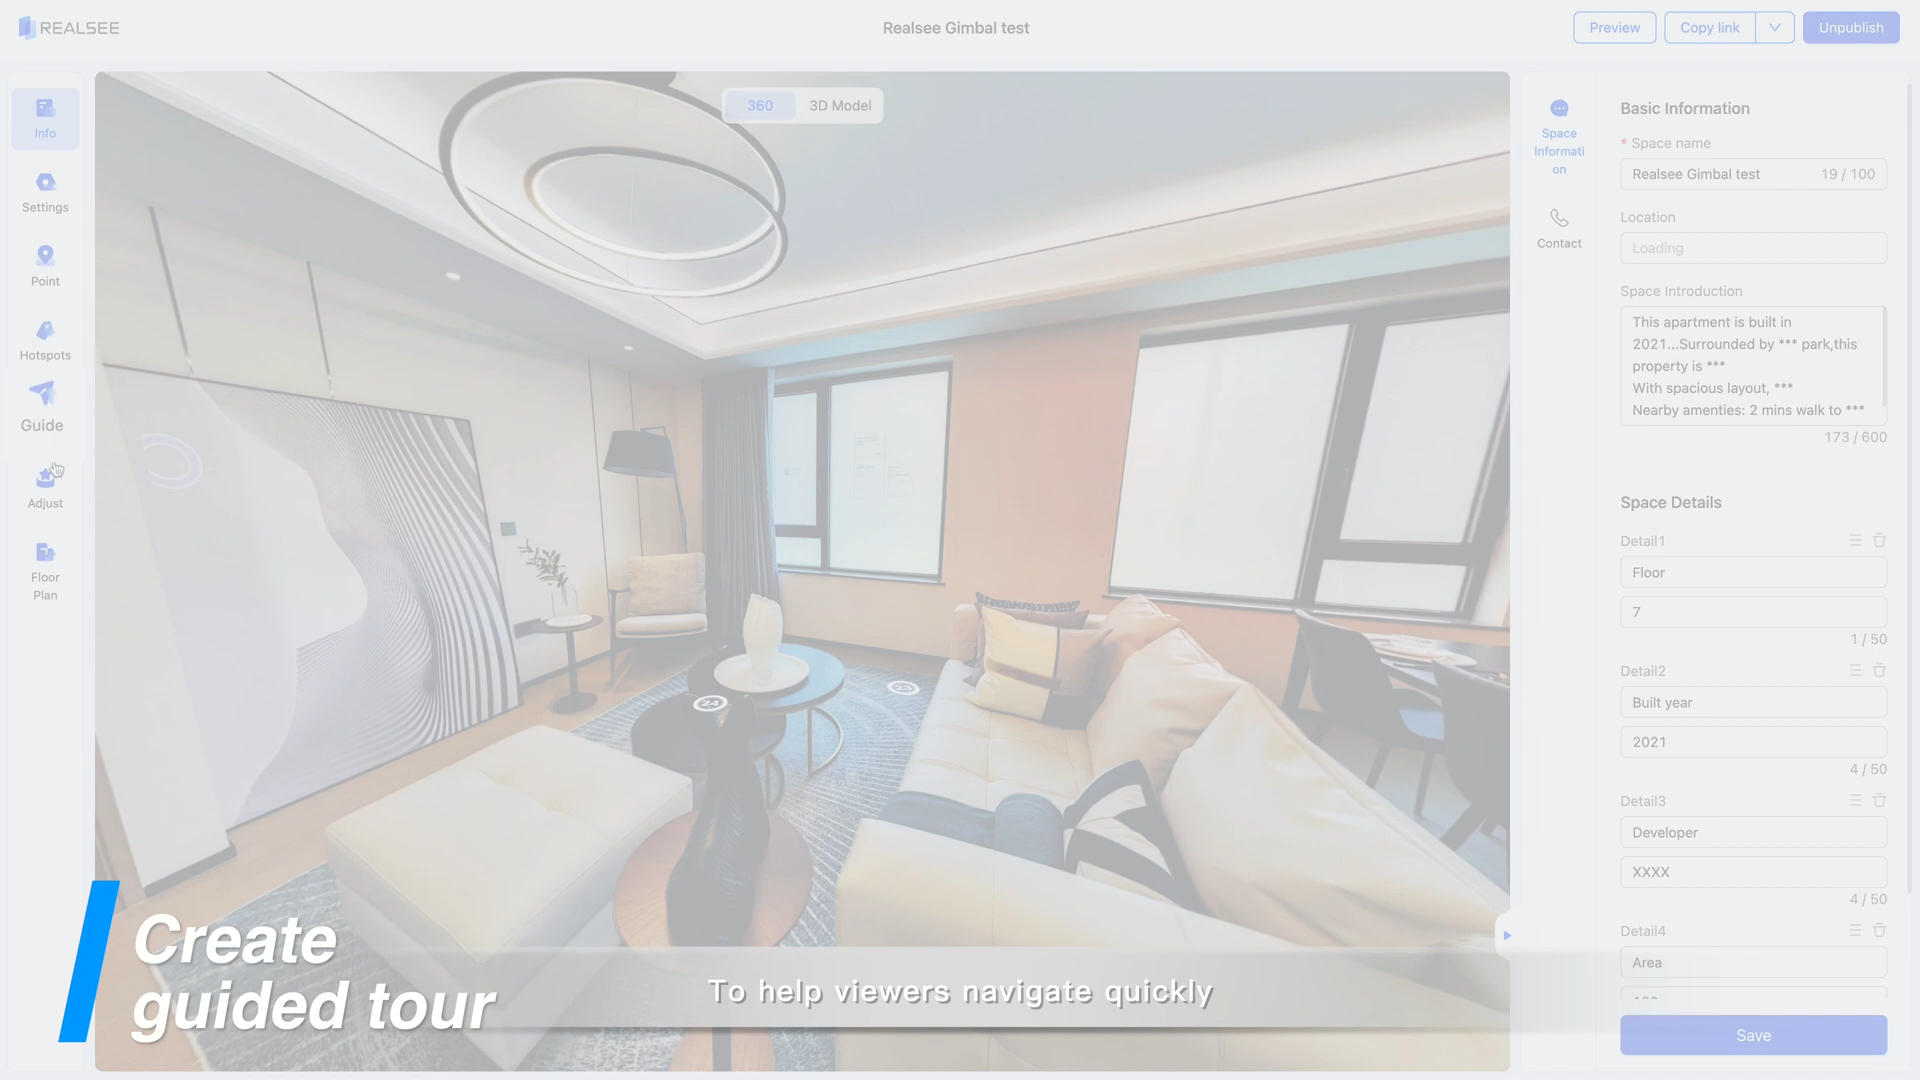 REALSEE
Realsee Gimbal test
Preview
Copy link
Unpublish
Info
Settings
Point
Hotspots
Guide
Adjust
Floor
Plan
360
3D Model
24
23
Space
Informati
on
Contact
Basic Information
* Space name
Realsee Gimbal test 19 / 100
Location
Loading
Space Introduction
This apartment is built in
2021...Surrounded by *** park,this
property is ***
With spacious layout, ***
Nearby amenties: 2 mins walk to ***
173 / 600
Space Details
Detail1
Floor
7
1 / 50
Detail2
Built year
2021
4 / 50
Detail3
Developer
XXXX
4 / 50
Detail4
Area
Save
Create
guided tour
To help viewers navigate quickly